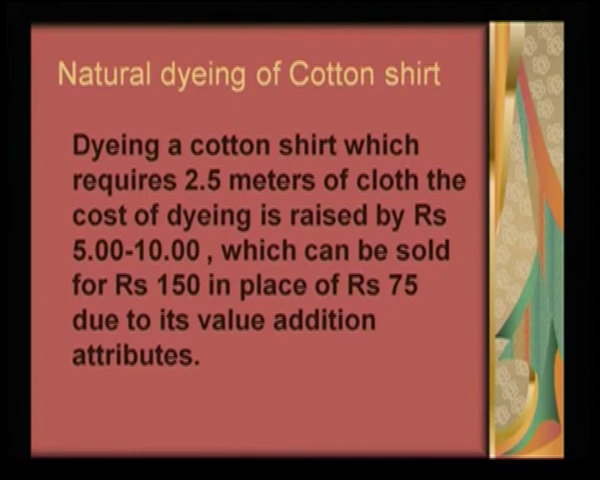 Natural dyeing of Cotton shirt
Dyeing a cotton shirt which
requires 2.5 meters of cloth the
cost of dyeing is raised by Rs
5.00-10.00 , which can be sold
for Rs 150 in place of Rs 75
due to its value addition
attributes.